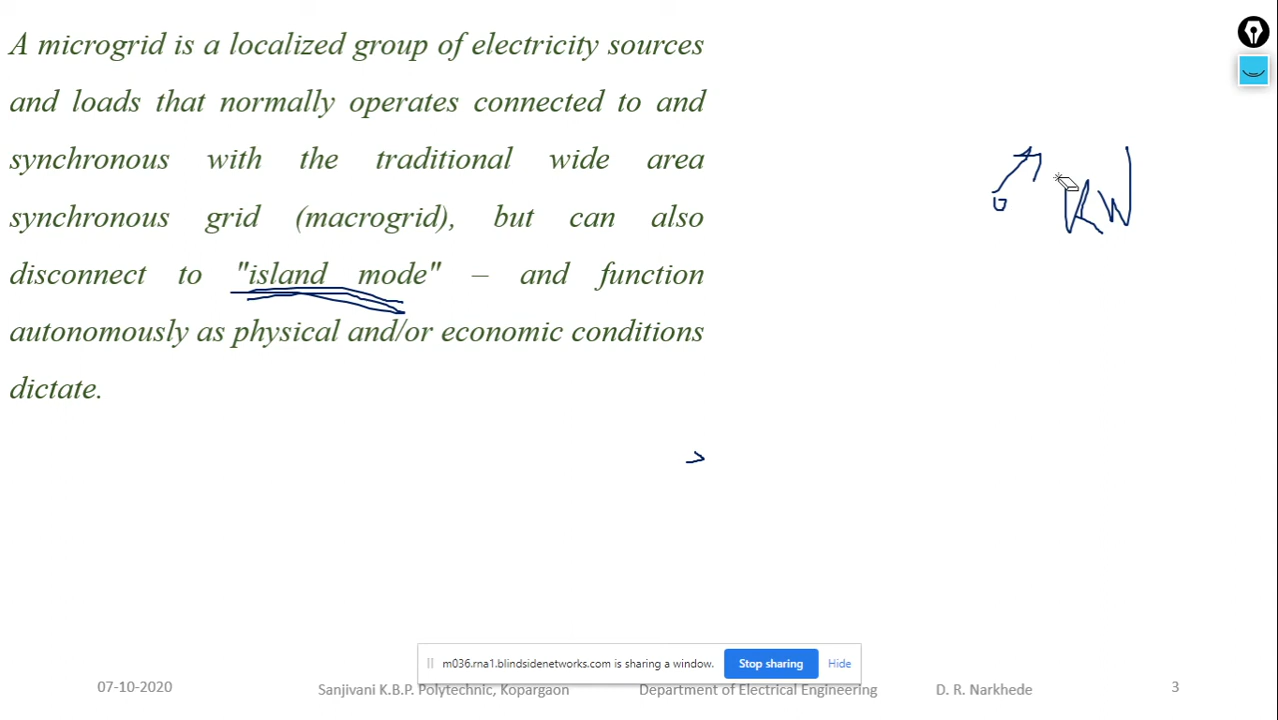 A microgrid is a localized group of electricity sources
and loads that normally operates connected to and
synchronous with the traditional wide area
synchronous grid (macrogrid), but can also
disconnect to "island mode" – and function
autonomously as physical and/or economic conditions
dictate.
KW
m036.rna1.blindsidenetworks.com is sharing a window. Stop sharing Hide
07-10-2020 Sanjivani K.B.P. Polytechnic, Kopargaon Department of Electrical Engineering D. R. Narkhede 3